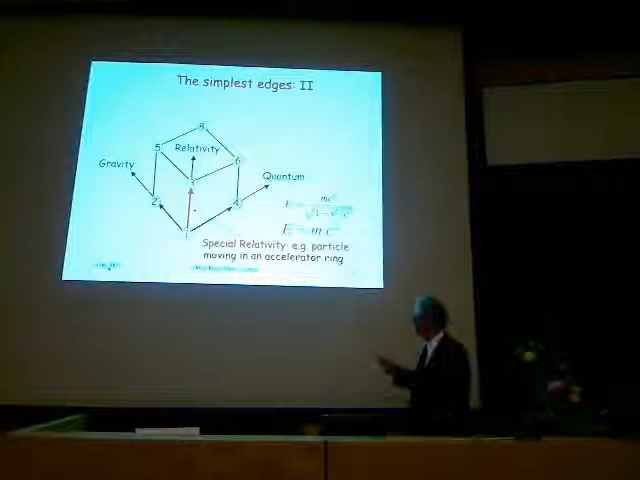 The simplest edges: II
8
5
Relativity
6
Gravity
3
Quantum
2
4
1
E = m c²
Special Relativity: e.g. particle
moving in an accelerator ring